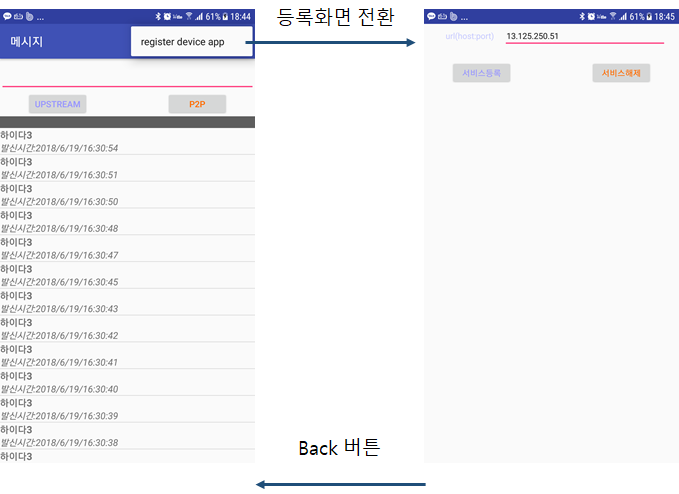 ... 61% 18:44
등록화면 전환
... 61% 18:45
메시지
register device app
url(host:port) 13.125.250.51
서비스등록 서비스해제
UPSTREAM P2P
하이다3
발신시간:2018/6/19/16:30:54
하이다3
발신시간:2018/6/19/16:30:51
하이다3
발신시간:2018/6/19/16:30:50
하이다3
발신시간:2018/6/19/16:30:48
하이다3
발신시간:2018/6/19/16:30:47
하이다3
발신시간:2018/6/19/16:30:45
하이다3
발신시간:2018/6/19/16:30:43
하이다3
발신시간:2018/6/19/16:30:42
하이다3
발신시간:2018/6/19/16:30:41
하이다3
발신시간:2018/6/19/16:30:40
하이다3
발신시간:2018/6/19/16:30:39
하이다3
발신시간:2018/6/19/16:30:38
하이다3
Back 버튼